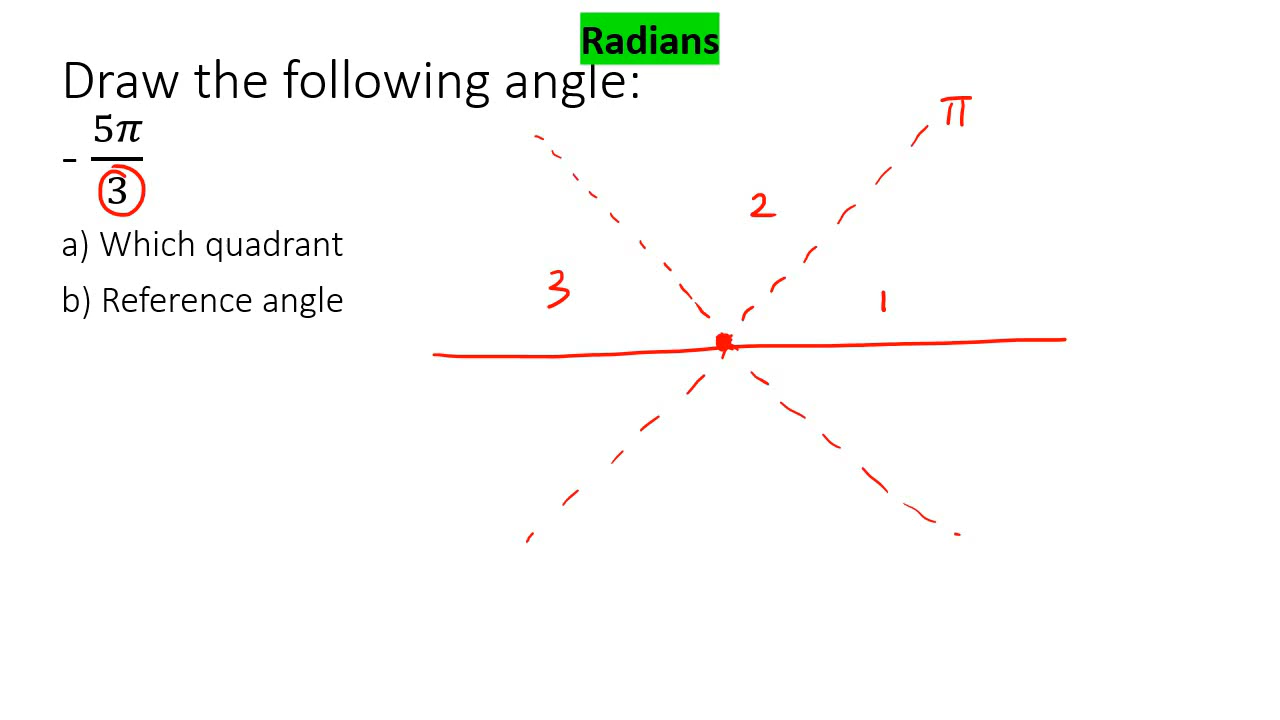 Radians
Draw the following angle:
- 5π/3
a) Which quadrant
b) Reference angle
π
2
3
1